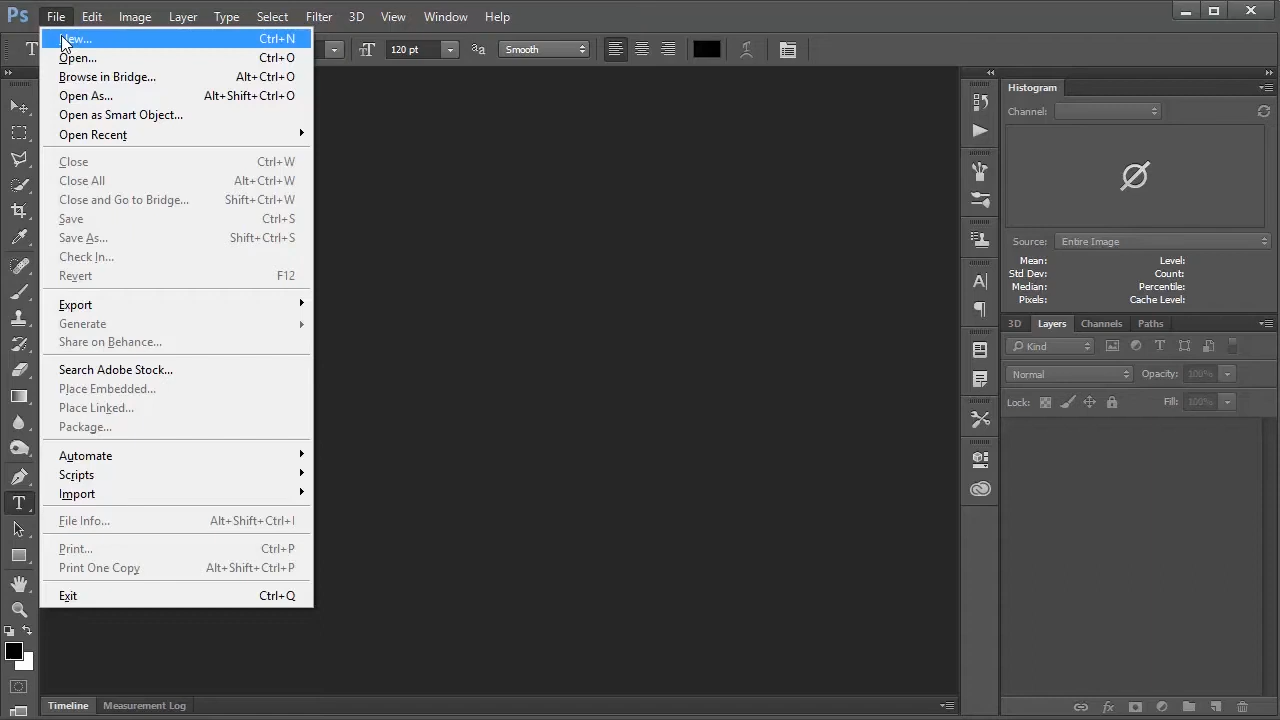 Ps File Edit Image Layer Type Select Filter 3D View Window Help
T 120 pt Smooth
New... Ctrl+N
Open... Ctrl+O
Browse in Bridge... Alt+Ctrl+O
Open As... Alt+Shift+Ctrl+O
Open as Smart Object...
Open Recent
Close Ctrl+W
Close All Alt+Ctrl+W
Close and Go to Bridge... Shift+Ctrl+W
Save Ctrl+S
Save As... Shift+Ctrl+S
Check In...
Revert F12
Export
Generate
Share on Behance...
Search Adobe Stock...
Place Embedded...
Place Linked...
Package...
Automate
Scripts
Import
File Info... Alt+Shift+Ctrl+I
Print... Ctrl+P
Print One Copy Alt+Shift+Ctrl+P
Exit Ctrl+Q
Histogram
Channel:
Source: Entire Image
Mean: Level:
Std Dev: Count:
Median: Percentile:
Pixels: Cache Level:
3D Layers Channels Paths
Kind
Normal Opacity: 100%
Lock: Fill: 100%
Timeline Measurement Log